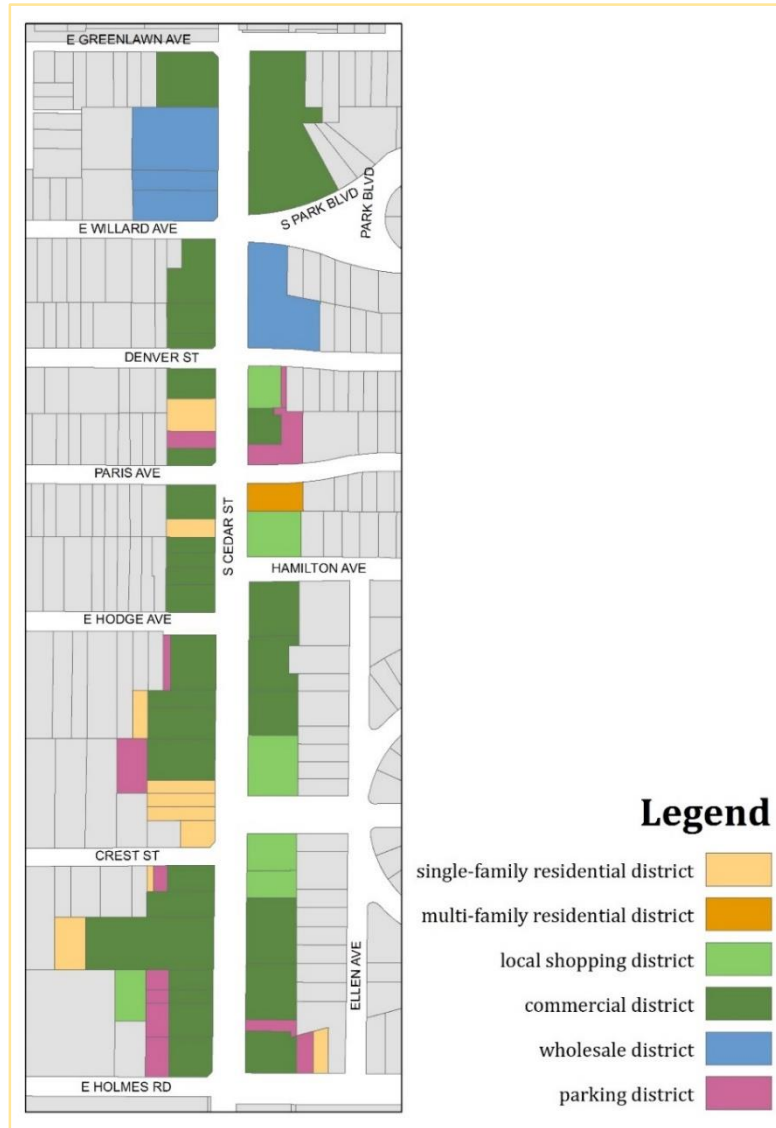 E GREENLAWN AVE
S PARK BLVD
PARK BLVD
E WILLARD AVE
DENVER ST
PARIS AVE
S CEDAR ST
HAMILTON AVE
E HODGE AVE
CREST ST
ELLEN AVE
E HOLMES RD
Legend
single-family residential district
multi-family residential district
local shopping district
commercial district
wholesale district
parking district